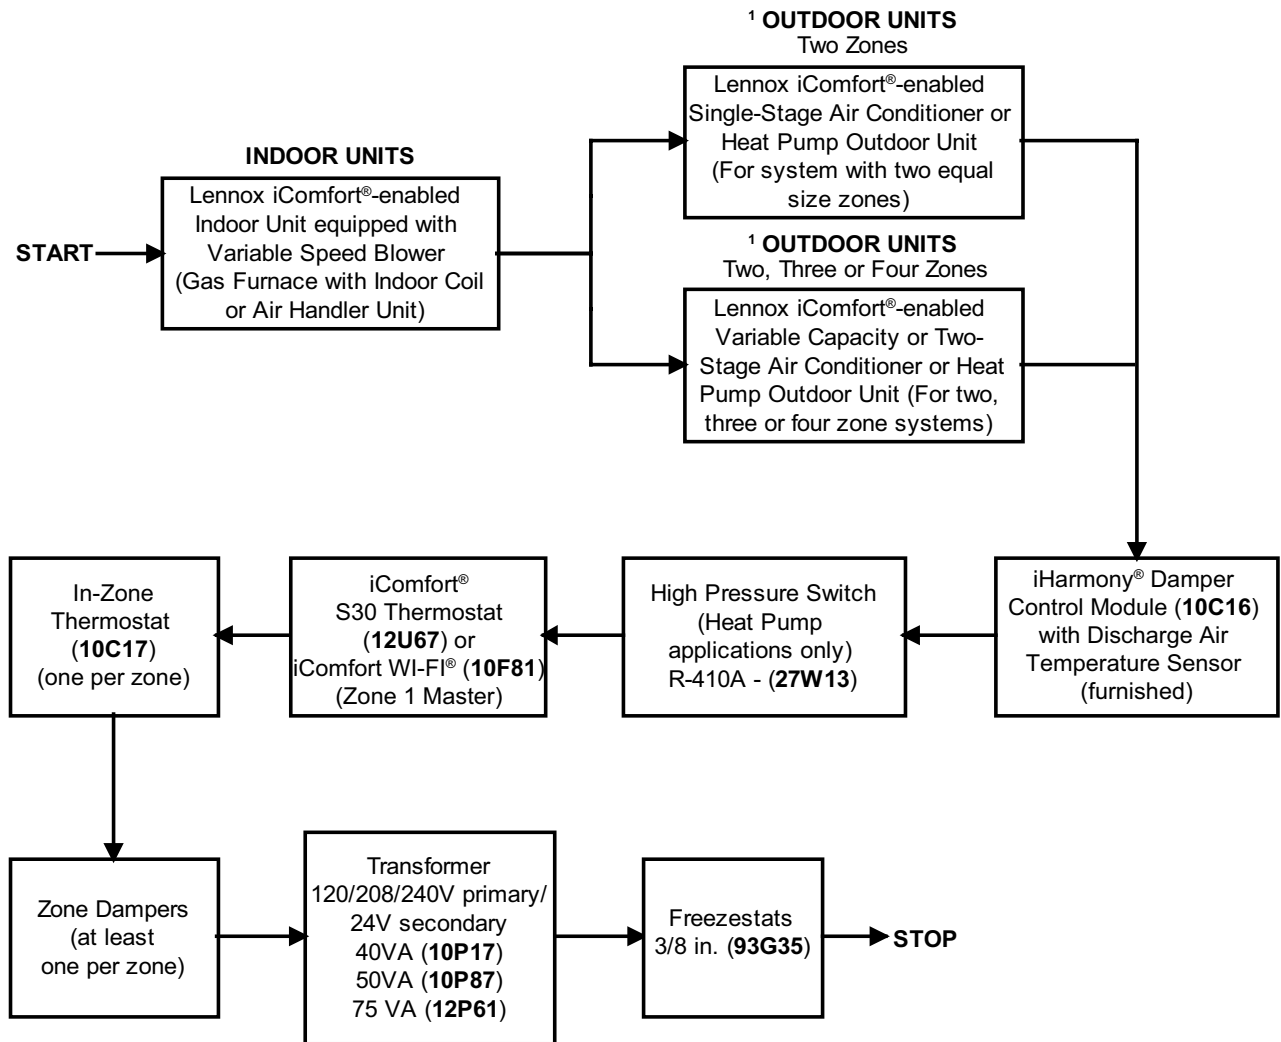 ¹ OUTDOOR UNITS
Two Zones
Lennox iComfort®-enabled
Single-Stage Air Conditioner or
Heat Pump Outdoor Unit
(For system with two equal
size zones)
INDOOR UNITS
Lennox iComfort®-enabled
Indoor Unit equipped with
Variable Speed Blower
(Gas Furnace with Indoor Coil
or Air Handler Unit)
START
¹ OUTDOOR UNITS
Two, Three or Four Zones
Lennox iComfort®-enabled
Variable Capacity or Two-
Stage Air Conditioner or Heat
Pump Outdoor Unit (For two,
three or four zone systems)
In-Zone
Thermostat
(10C17)
(one per zone)
iComfort®
S30 Thermostat
(12U67) or
iComfort WI-FI® (10F81)
(Zone 1 Master)
High Pressure Switch
(Heat Pump
applications only)
R-410A - (27W13)
iHarmony® Damper
Control Module (10C16)
with Discharge Air
Temperature Sensor
(furnished)
Zone Dampers
(at least
one per zone)
Transformer
120/208/240V primary/
24V secondary
40VA (10P17)
50VA (10P87)
75 VA (12P61)
Freezestats
3/8 in. (93G35)
STOP